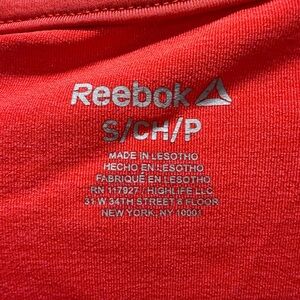 Reebok
S/CH/P
MADE IN LESOTHO
HECHO EN LESOTHO
FABRIQUÉ EN LESOTHO
RN 117927 / HIGHLIFE LLC
31 W 34TH STREET 6 FLOOR
NEW YORK, NY 10001